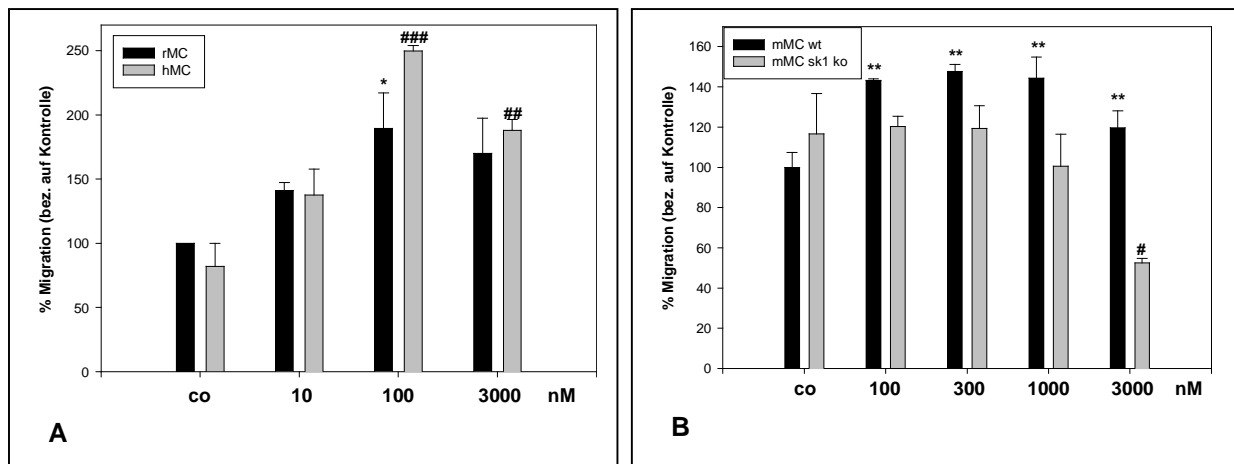 % Migration (bez. auf Kontrolle)
250
200
150
100
50
0
rMC
hMC
*
###
##
co 10 100 3000 nM
A
% Migration (bez. auf Kontrolle)
160
140
120
100
80
60
40
20
0
mMC wt
mMC sk1 ko
** ** ** **
#
co 100 300 1000 3000 nM
B